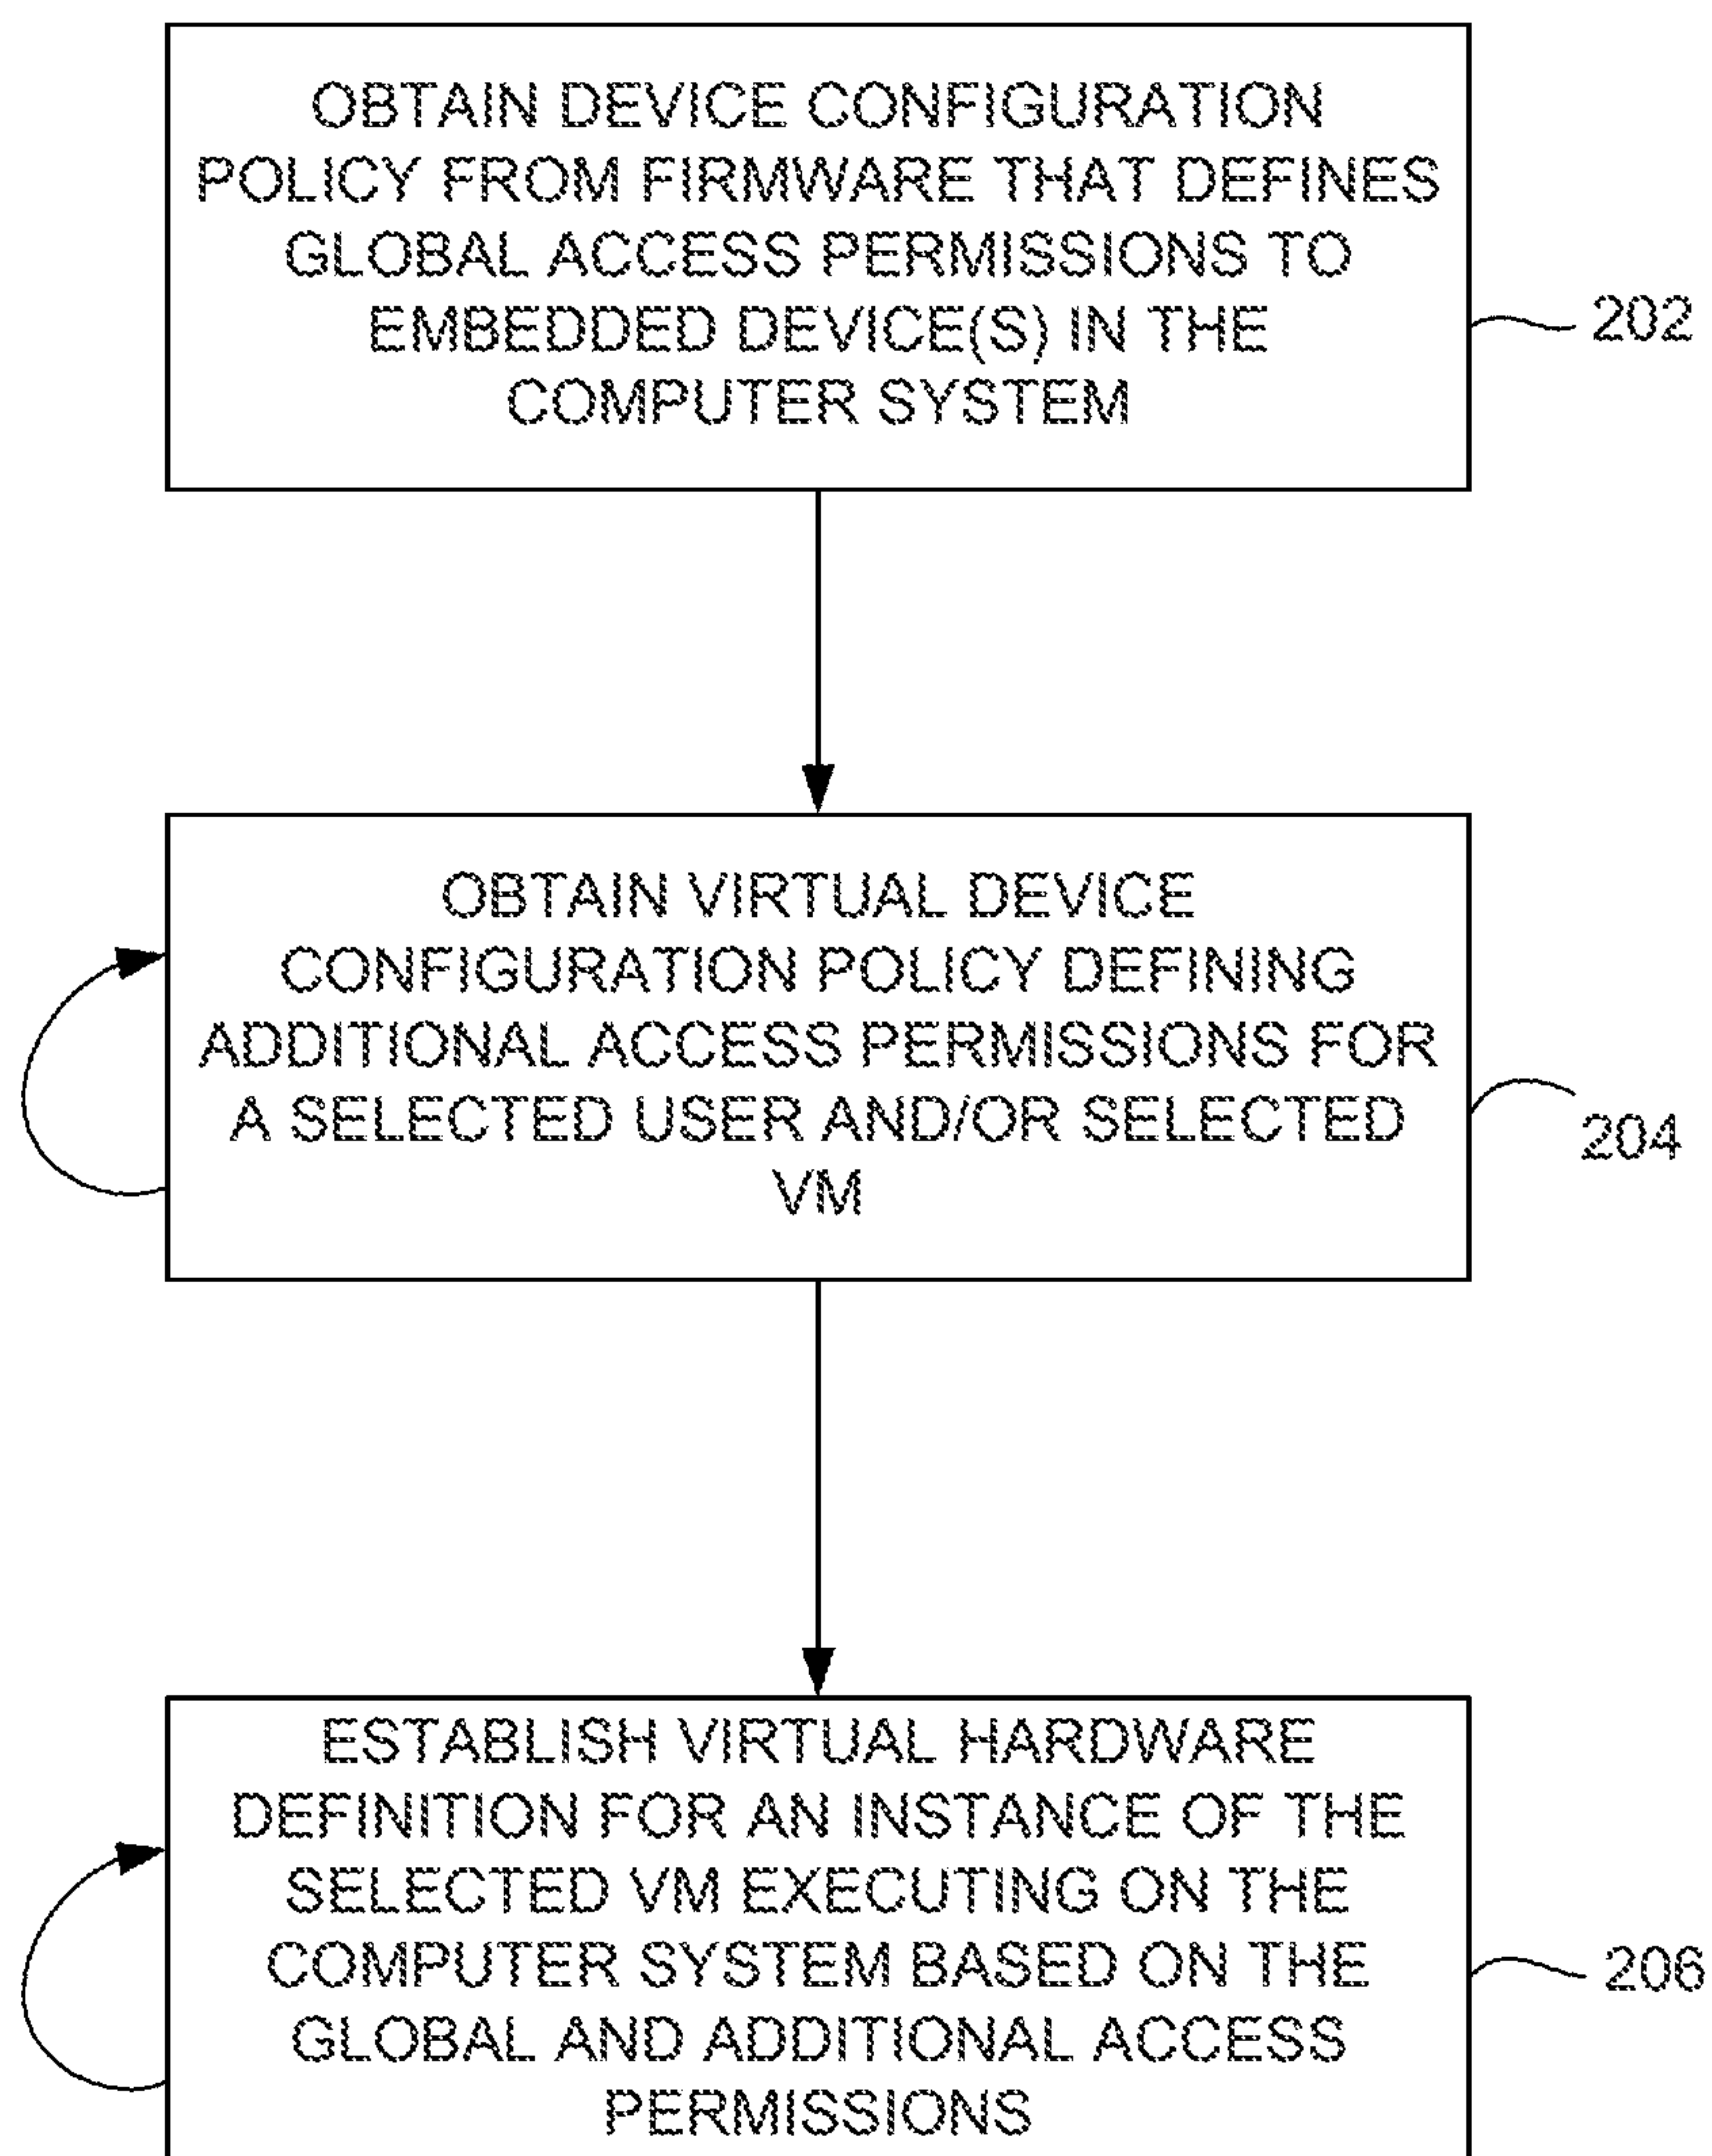 OBTAIN DEVICE CONFIGURATION
POLICY FROM FIRMWARE THAT DEFINES
GLOBAL ACCESS PERMISSIONS TO
EMBEDDED DEVICE(S) IN THE
COMPUTER SYSTEM
202
OBTAIN VIRTUAL DEVICE
CONFIGURATION POLICY DEFINING
ADDITIONAL ACCESS PERMISSIONS FOR
A SELECTED USER AND/OR SELECTED
VM
204
ESTABLISH VIRTUAL HARDWARE
DEFINITION FOR AN INSTANCE OF THE
SELECTED VM EXECUTING ON THE
COMPUTER SYSTEM BASED ON THE
GLOBAL AND ADDITIONAL ACCESS
PERMISSIONS
206